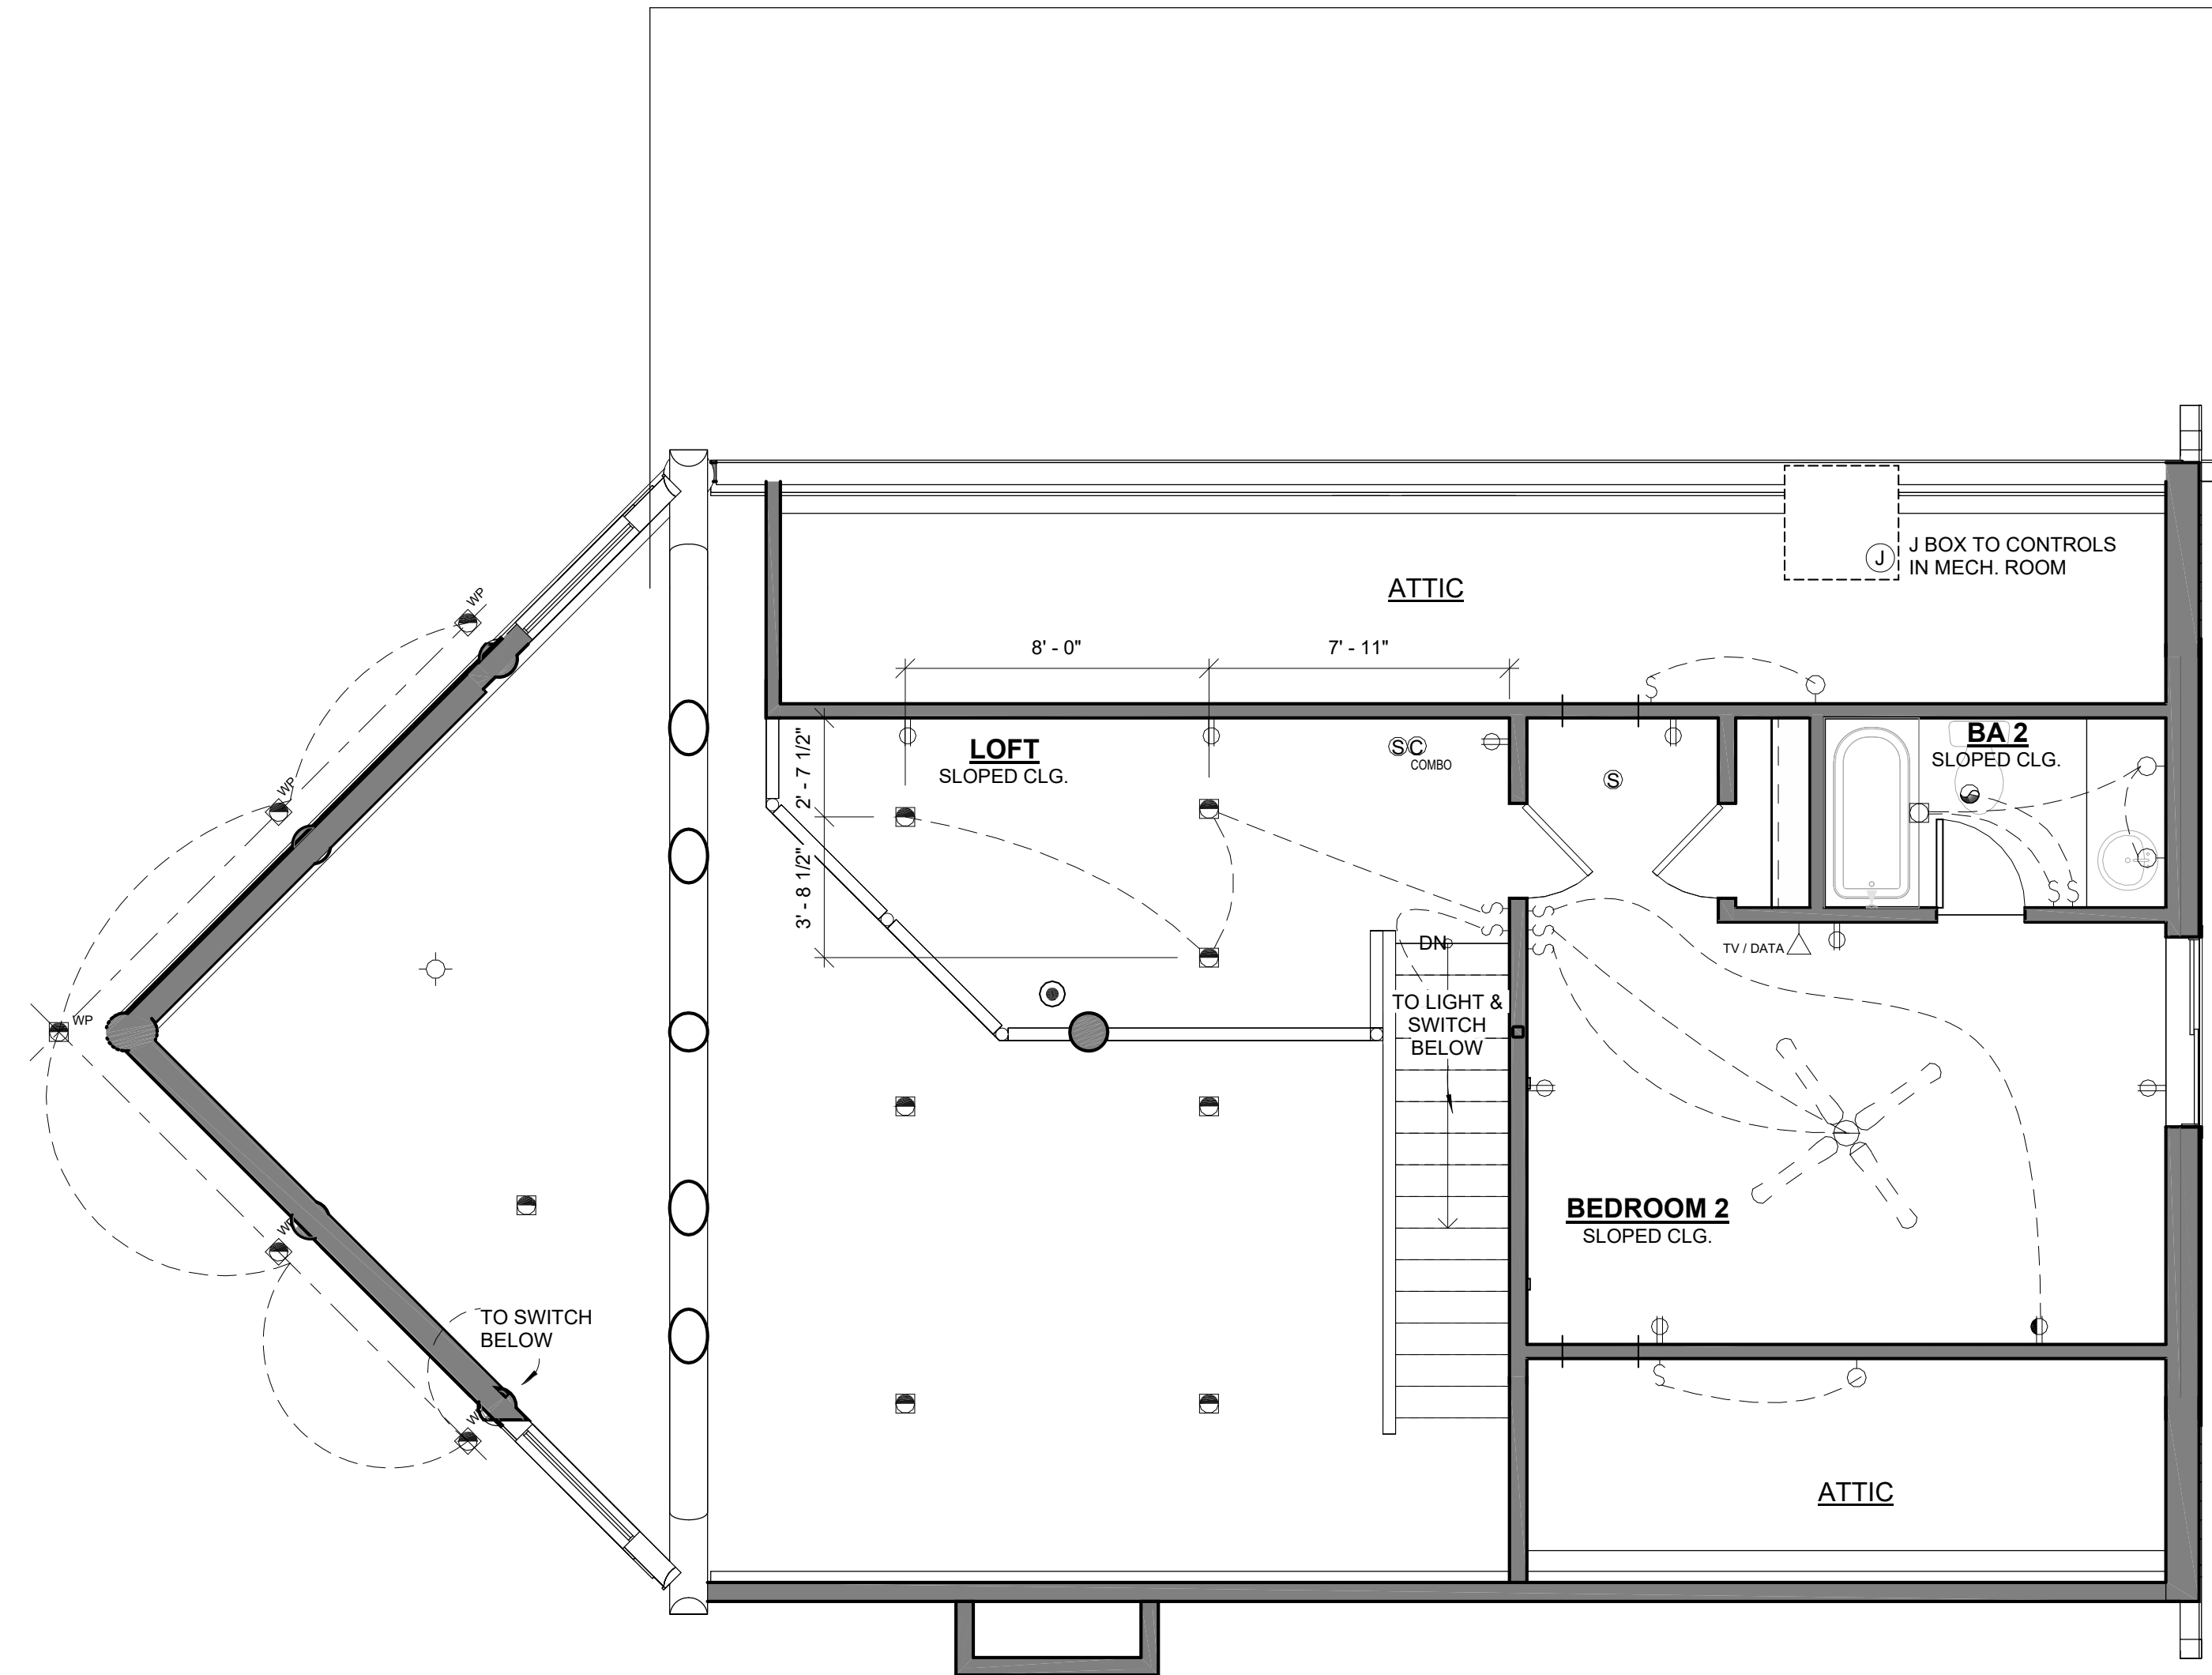 J BOX TO CONTROLS
IN MECH. ROOM
J
ATTIC
WP
8' - 0"
7' - 11"
2' - 7 1/2"
LOFT
SLOPED CLG.
S C
COMBO
S
BA 2
SLOPED CLG.
WP
3' - 8 1/2"
S
S
S
S
S
S
S
S
DN
TV / DATA
WP
TO LIGHT &
SWITCH
BELOW
BEDROOM 2
SLOPED CLG.
WP
TO SWITCH
BELOW
S
WP
ATTIC